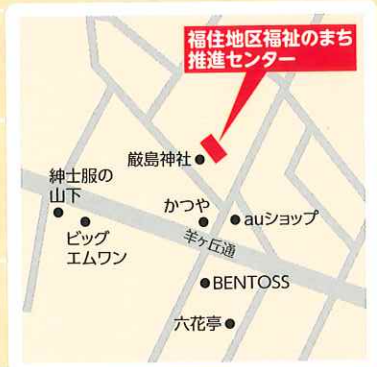 福住地区福祉のまち
推進センター
厳島神社
紳士服の
山下
かつや
auショップ
ビッグ
エムワン
羊ヶ丘通
BENTOSS
六花亭